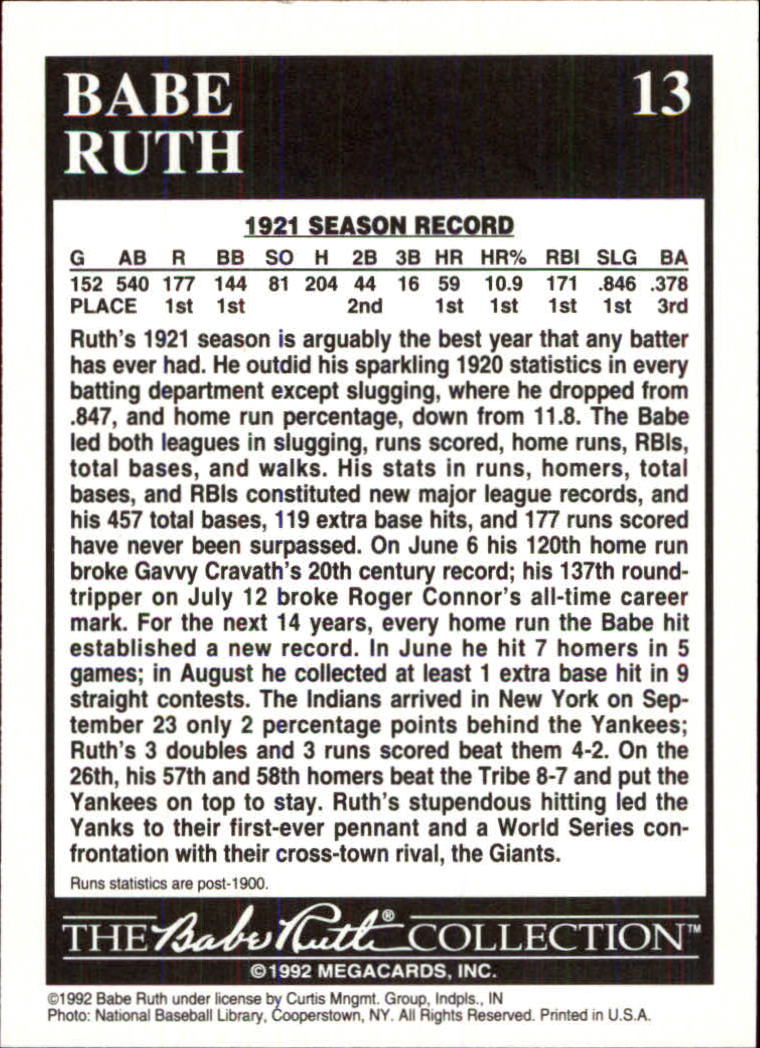 BABE 13
RUTH
1921 SEASON RECORD
G AB R BB SO H 2B 3B HR HR% RBI SLG BA
152 540 177 144 81 204 44 16 59 10.9 171 .846 .378
PLACE 1st 1st 2nd 1st 1st 1st 1st 3rd
Ruth's 1921 season is arguably the best year that any batter
has ever had. He outdid his sparkling 1920 statistics in every
batting department except slugging, where he dropped from
.847, and home run percentage, down from 11.8. The Babe
led both leagues in slugging, runs scored, home runs, RBIs,
total bases, and walks. His stats in runs, homers, total
bases, and RBIs constituted new major league records, and
his 457 total bases, 119 extra base hits, and 177 runs scored
have never been surpassed. On June 6 his 120th home run
broke Gavvy Cravath's 20th century record; his 137th round-
tripper on July 12 broke Roger Connor's all-time career
mark. For the next 14 years, every home run the Babe hit
established a new record. In June he hit 7 homers in 5
games; in August he collected at least 1 extra base hit in 9
straight contests. The Indians arrived in New York on Sep-
tember 23 only 2 percentage points behind the Yankees;
Ruth's 3 doubles and 3 runs scored beat them 4-2. On the
26th, his 57th and 58th homers beat the Tribe 8-7 and put the
Yankees on top to stay. Ruth's stupendous hitting led the
Yanks to their first-ever pennant and a World Series con-
frontation with their cross-town rival, the Giants.
Runs statistics are post-1900.
THE Babe Ruth® COLLECTION™
©1992 MEGACARDS, INC.
©1992 Babe Ruth under license by Curtis Mngmt. Group, Indpls., IN
Photo: National Baseball Library, Cooperstown, NY. All Rights Reserved. Printed in U.S.A.